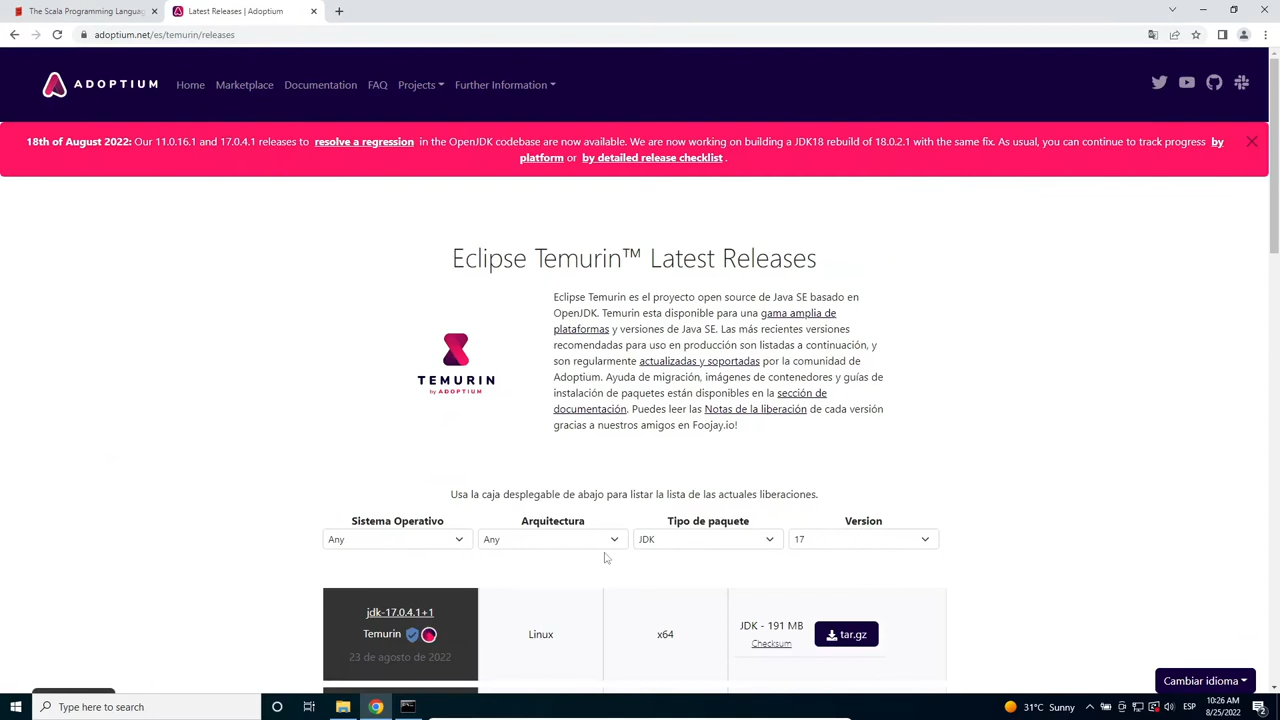 The Scala Programming Languag
Latest Releases | Adoptium
adoptium.net/es/temurin/releases
ADOPTIUM
Home
Marketplace
Documentation
FAQ
Projects
Further Information
18th of August 2022: Our 11.0.16.1 and 17.0.4.1 releases to resolve a regression in the OpenJDK codebase are now available. We are now working on building a JDK18 rebuild of 18.0.2.1 with the same fix. As usual, you can continue to track progress by
platform or by detailed release checklist .
Eclipse Temurin™ Latest Releases
TEMURIN
by ADOPTIUM
Eclipse Temurin es el proyecto open source de Java SE basado en
OpenJDK. Temurin esta disponible para una gama amplia de
plataformas y versiones de Java SE. Las más recientes versiones
recomendadas para uso en producción son listadas a continuación, y
son regularmente actualizadas y soportadas por la comunidad de
Adoptium. Ayuda de migración, imágenes de contenedores y guías de
instalación de paquetes están disponibles en la sección de
documentación. Puedes leer las Notas de la liberación de cada versión
gracias a nuestros amigos en Foojay.io!
Usa la caja desplegable de abajo para listar la lista de las actuales liberaciones.
Sistema Operativo
Arquitectura
Tipo de paquete
Version
Any
Any
JDK
17
jdk-17.0.4.1+1
Temurin
23 de agosto de 2022
Linux
x64
JDK - 191 MB
Checksum
tar.gz
Cambiar idioma
Type here to search
31°C Sunny
ESP
10:26 AM
8/25/2022
2